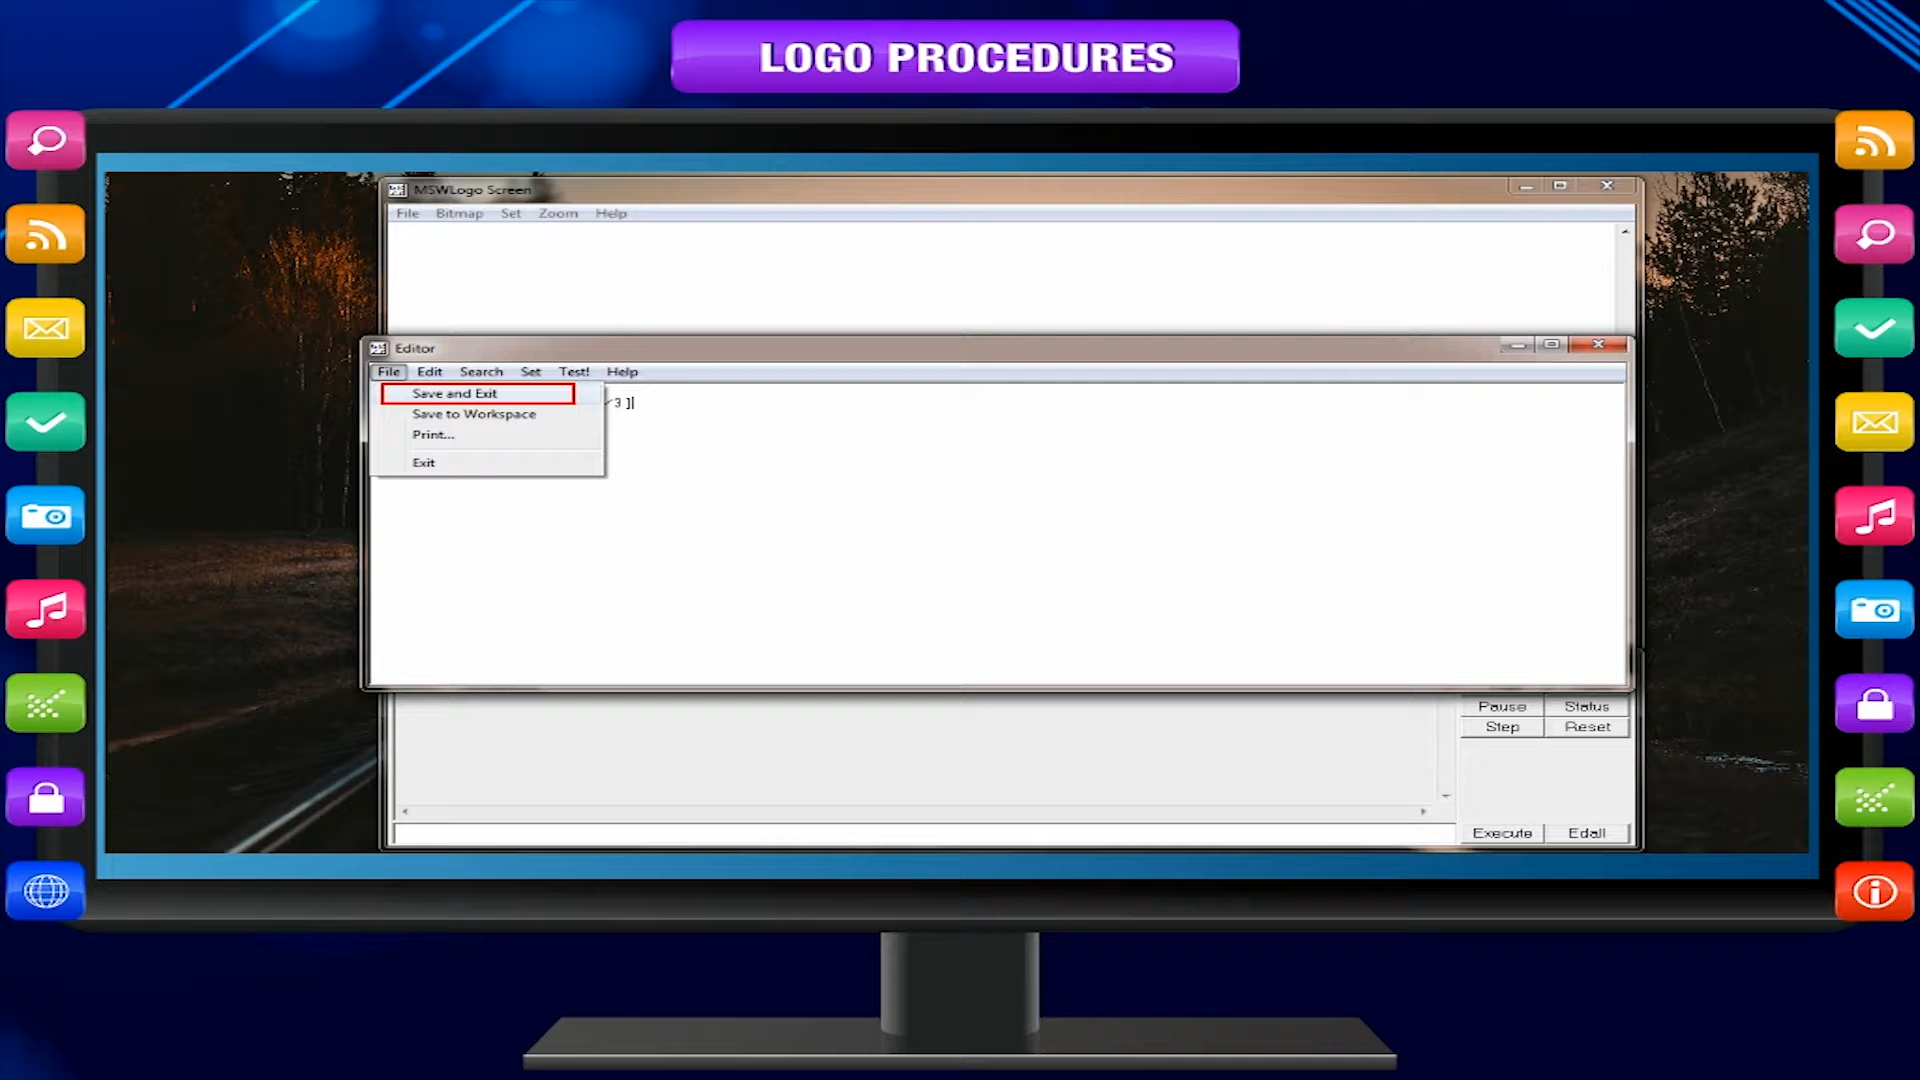 LOGO PROCEDURES
MSWLogo Screen
File Bitmap Set Zoom Help
Editor
File Edit Search Set Test! Help
Save and Exit
3 ]
Save to Workspace
Print...
Exit
Pause Status
Step Reset
Execute Edall